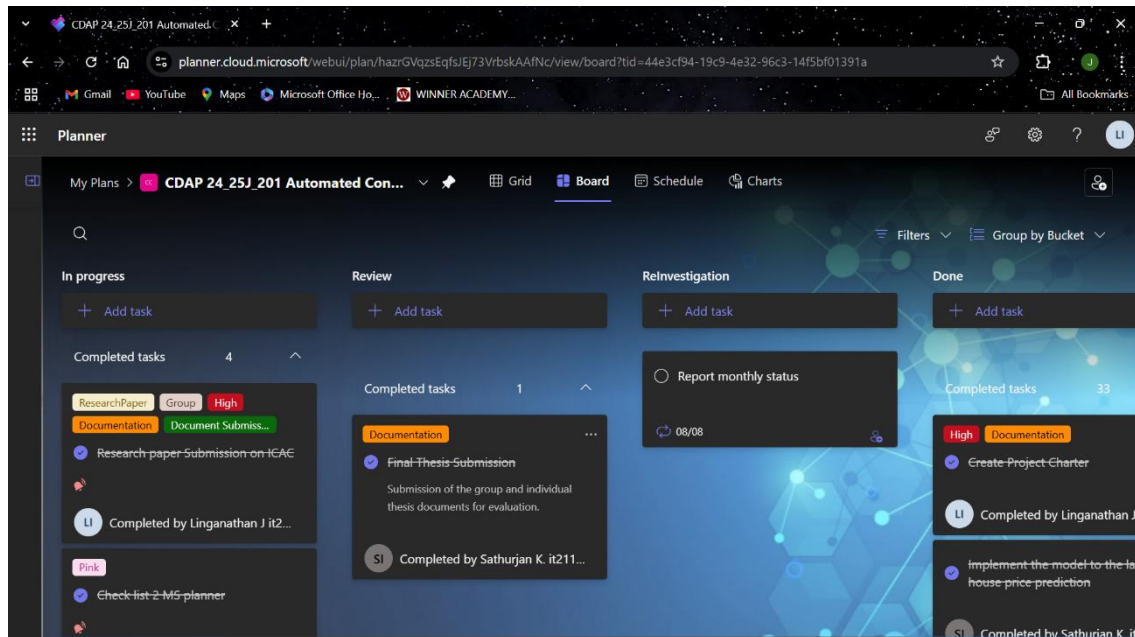 CDAP 24_25J_201 Automated C
planner.cloud.microsoft/webui/plan/hazrGVqzsEqfsJEj73VrbskAAfNc/view/board?tid=44e3cf94-19c9-4e32-96c3-14f5bf01391a
J
Gmail YouTube Maps Microsoft Office Ho... WINNER ACADEMY... All Bookmarks
Planner
LI
My Plans > CC CDAP 24_25J_201 Automated Con... Grid Board Schedule Charts
Filters Group by Bucket
In progress
Add task
Completed tasks 4
ResearchPaper Group High
Documentation Document Submiss...
Research paper Submission on ICAC
LI Completed by Linganathan J it2...
Pink
Check list 2 MS planner
Review
Add task
Completed tasks 1
Documentation ...
Final Thesis Submission
Submission of the group and individual
thesis documents for evaluation.
SI Completed by Sathurjan K. it211...
ReInvestigation
Add task
Report monthly status
08/08
Done
Add task
Completed tasks 33
High Documentation
Create Project Charter
LI Completed by Linganathan J
Implement the model to the la
house price prediction
SI Completed by Sathurjan K. i